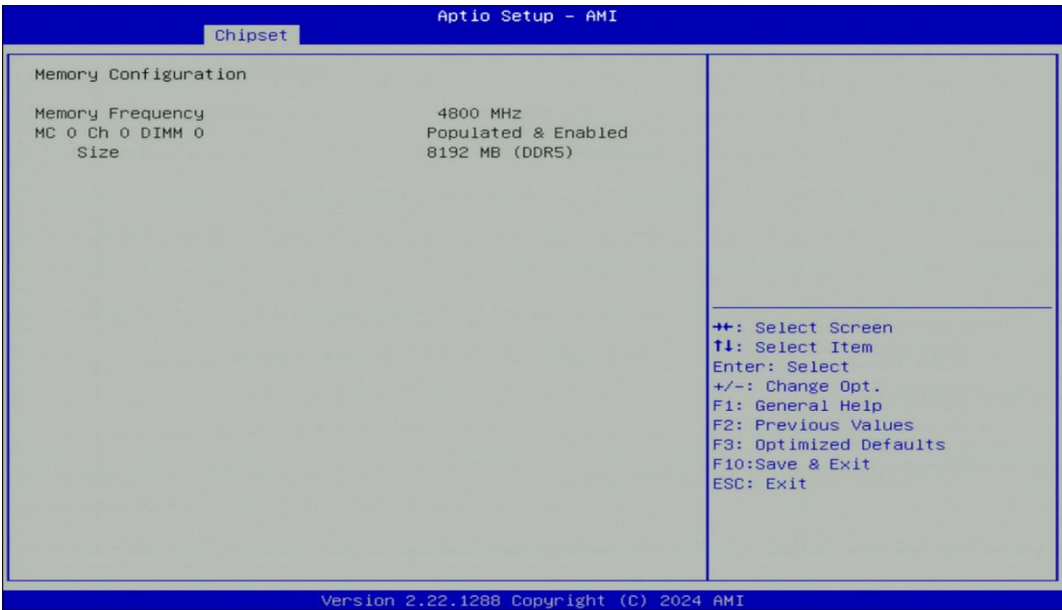 Aptio Setup – AMI
Chipset
Memory Configuration
Memory Frequency 4800 MHz
MC 0 Ch 0 DIMM 0 Populated & Enabled
Size 8192 MB (DDR5)
→←: Select Screen
↑↓: Select Item
Enter: Select
+/-: Change Opt.
F1: General Help
F2: Previous Values
F3: Optimized Defaults
F10:Save & Exit
ESC: Exit
Version 2.22.1288 Copyright (C) 2024 AMI